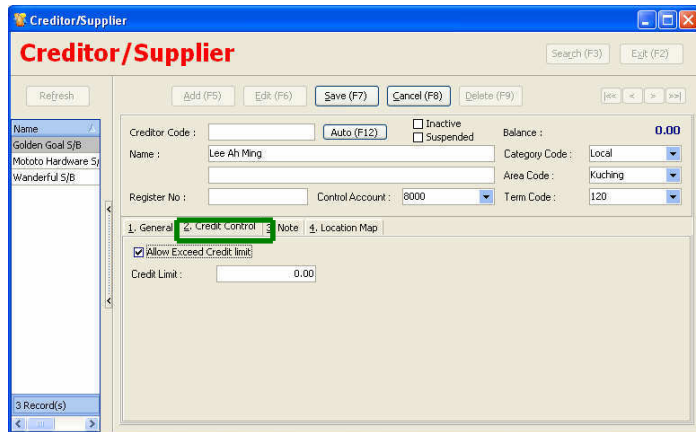 Creditor/Supplier
Creditor/Supplier
Search (F3) Exit (F2)
Refresh Add (F5) Edit (F6) Save (F7) Cancel (F8) Delete (F9) |<< < > >>|
Name
Golden Goal S/B
Mototo Hardware S/
Wanderful S/B
3 Record(s)
Creditor Code : Auto (F12) Inactive
Suspended
Balance : 0.00
Name : Lee Ah Ming Category Code : Local
Area Code : Kuching
Register No : Control Account : 8000 Term Code : 120
1. General 2. Credit Control 3. Note 4. Location Map
Allow Exceed Credit limit
Credit Limit : 0.00